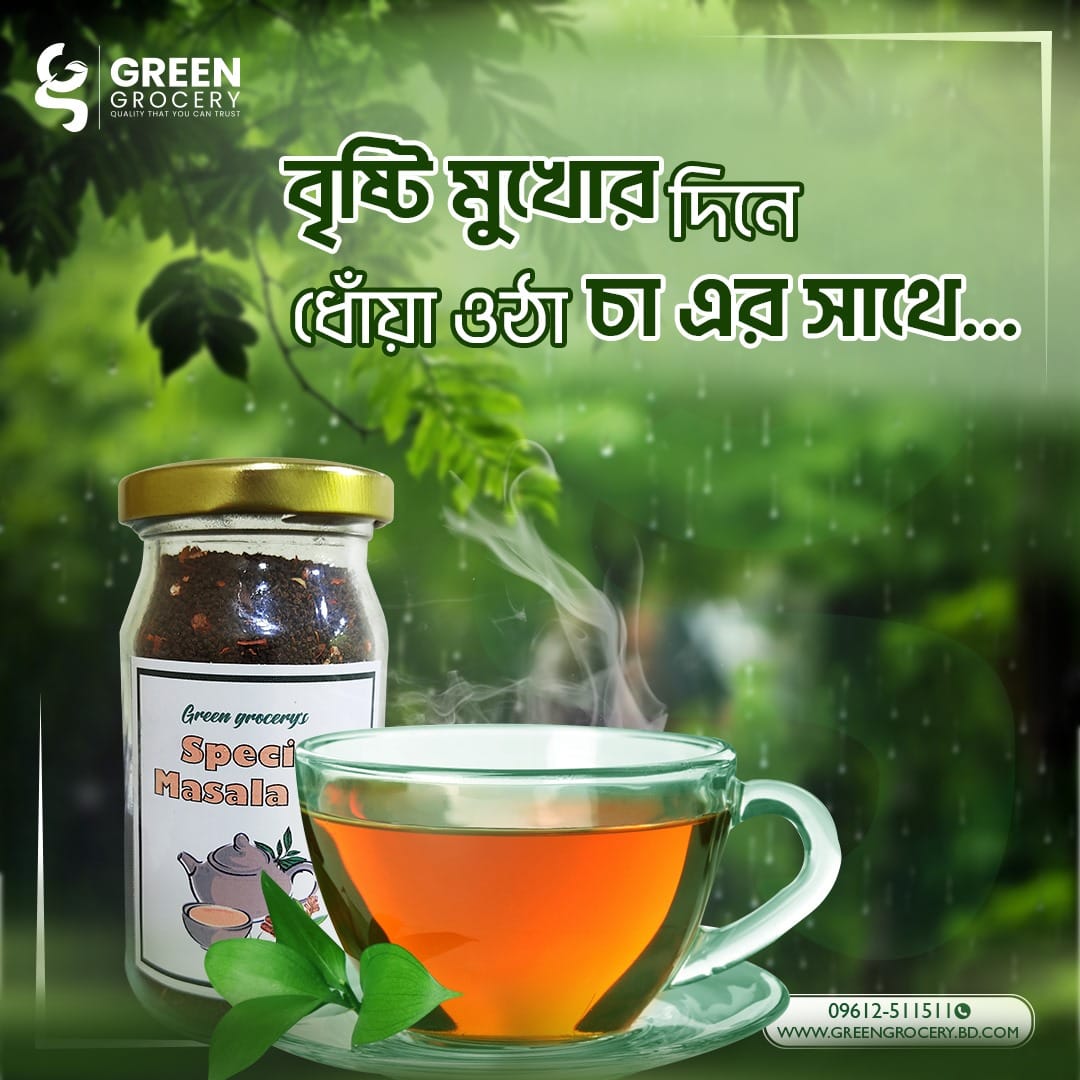 GREEN
GROCERY
QUALITY THAT YOU CAN TRUST
বৃষ্টি মুখোর দিনে
ধোঁয়া ওঠা চা এর সাথে...
Green grocery's
Speci
Masala
09612-511511
WWW.GREENGROCERY.BD.COM